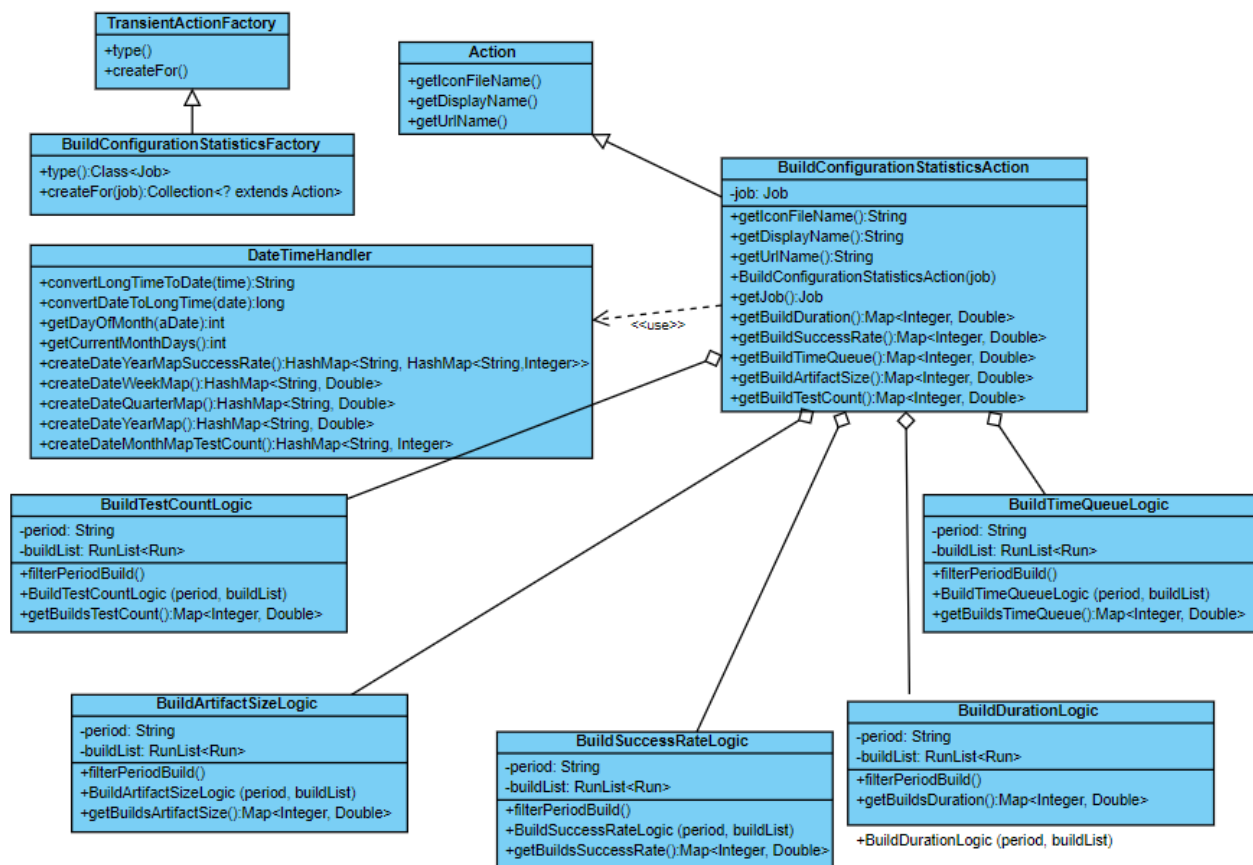 TransientActionFactory
+type()
+createFor()
Action
+getIconFileName()
+getDisplayName()
+getUrlName()
BuildConfigurationStatisticsFactory
+type():Class<Job>
+createFor(job):Collection<? extends Action>
BuildConfigurationStatisticsAction
-job: Job
+getIconFileName():String
+getDisplayName():String
+getUrlName():String
+BuildConfigurationStatisticsAction(job)
+getJob():Job
+getBuildDuration():Map<Integer, Double>
+getBuildSuccessRate():Map<Integer, Double>
+getBuildTimeQueue():Map<Integer, Double>
+getBuildArtifactSize():Map<Integer, Double>
+getBuildTestCount():Map<Integer, Double>
DateTimeHandler
+convertLongTimeToDate(time):String
+convertDateToLongTime(date):long
+getDayOfMonth(aDate):int
+getCurrentMonthDays():int
+createDateYearMapSuccessRate():HashMap<String, HashMap<String,Integer>>
+createDateWeekMap():HashMap<String, Double>
+createDateQuarterMap():HashMap<String, Double>
+createDateYearMap():HashMap<String, Double>
+createDateMonthMapTestCount():HashMap<String, Integer>
<<use>>
BuildTestCountLogic
-period: String
-buildList: RunList<Run>
+filterPeriodBuild()
+BuildTestCountLogic (period, buildList)
+getBuildsTestCount():Map<Integer, Double>
BuildTimeQueueLogic
-period: String
-buildList: RunList<Run>
+filterPeriodBuild()
+BuildTimeQueueLogic (period, buildList)
+getBuildsTimeQueue():Map<Integer, Double>
BuildArtifactSizeLogic
-period: String
-buildList: RunList<Run>
+filterPeriodBuild()
+BuildArtifactSizeLogic (period, buildList)
+getBuildsArtifactSize():Map<Integer, Double>
BuildSuccessRateLogic
-period: String
-buildList: RunList<Run>
+filterPeriodBuild()
+BuildSuccessRateLogic (period, buildList)
+getBuildsSuccessRate():Map<Integer, Double>
BuildDurationLogic
-period: String
-buildList: RunList<Run>
+filterPeriodBuild()
+getBuildsDuration():Map<Integer, Double>
+BuildDurationLogic (period, buildList)